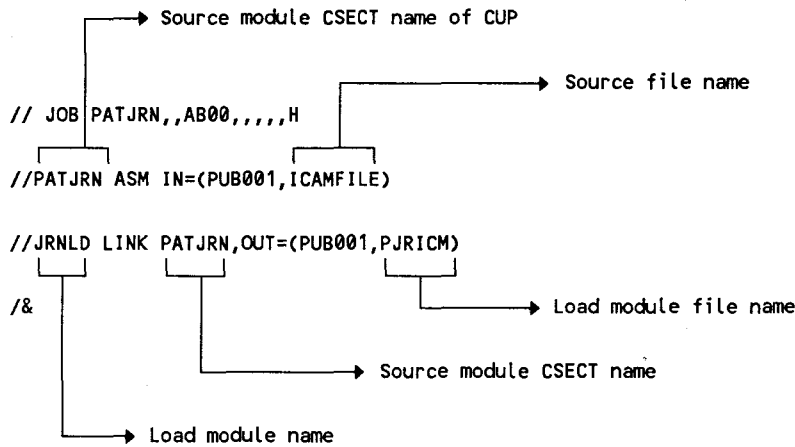 Source module CSECT name of CUP
Source file name
// JOB PATJRN,,AB00,,,,,H
//PATJRN ASM IN=(PUB001,ICAMFILE)
//JRNLD LINK PATJRN,OUT=(PUB001,PJRICM)
/&
Load module file name
Source module CSECT name
Load module name